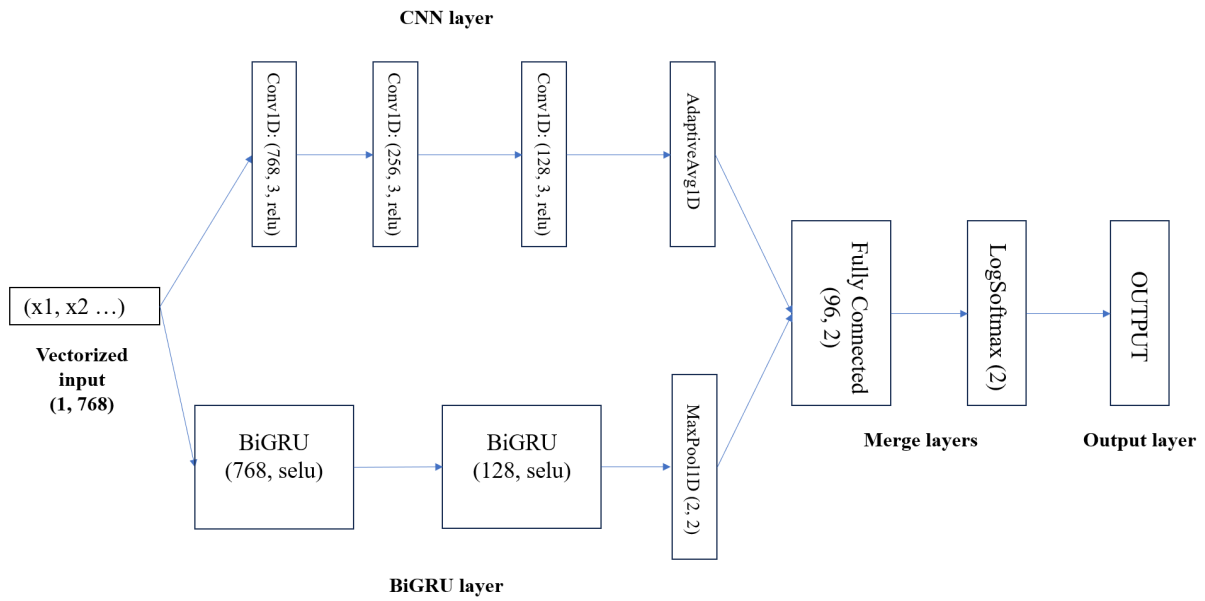 CNN layer
Conv1D: (768, 3, relu)
Conv1D: (256, 3, relu)
Conv1D: (128, 3, relu)
AdaptiveAvg1D
(x1, x2 …)
Vectorized
input
(1, 768)
BiGRU
(768, selu)
BiGRU
(128, selu)
MaxPool1D (2, 2)
BiGRU layer
Fully Connected
(96, 2)
LogSoftmax (2)
Merge layers
OUTPUT
Output layer